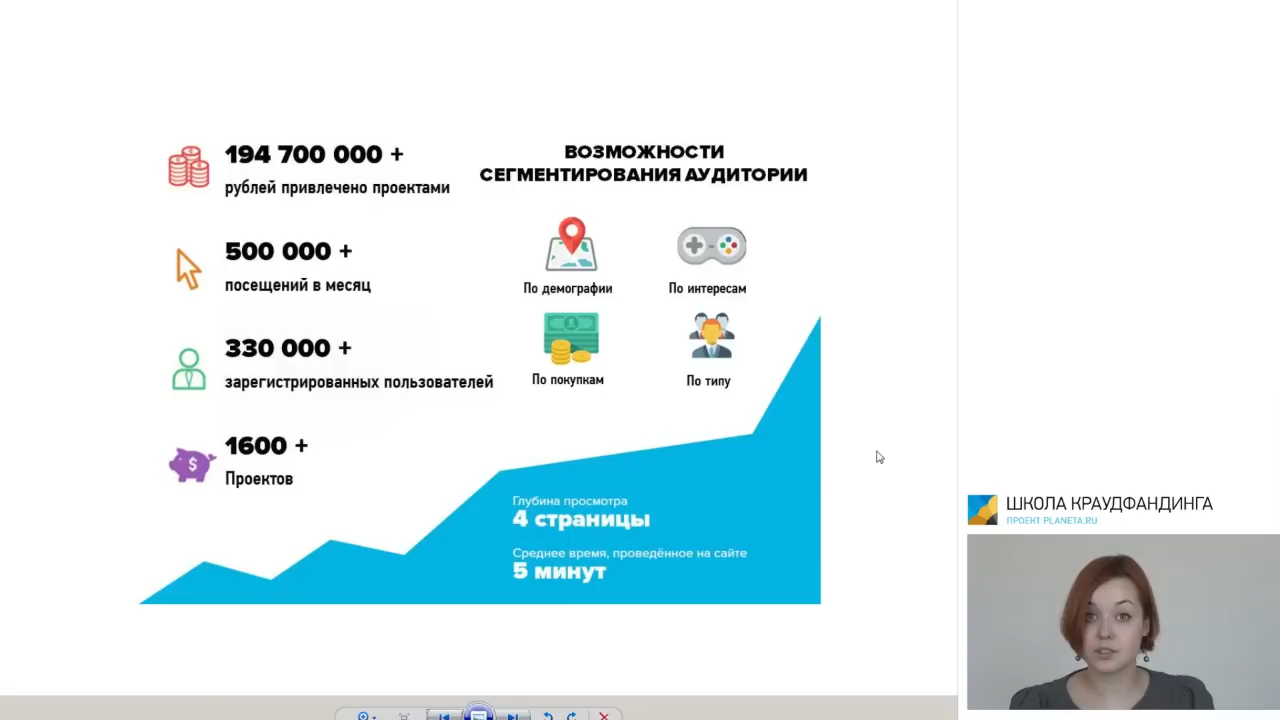 194 700 000 +
рублей привлечено проектами
500 000 +
посещений в месяц
330 000 +
зарегистрированных пользователей
1600 +
Проектов
ВОЗМОЖНОСТИ
СЕГМЕНТИРОВАНИЯ АУДИТОРИИ
По демографии
По интересам
По покупкам
По типу
Глубина просмотра
4 страницы
Среднее время, проведённое на сайте
5 минут
ШКОЛА КРАУДФАНДИНГА
ПРОЕКТ PLANETA.RU